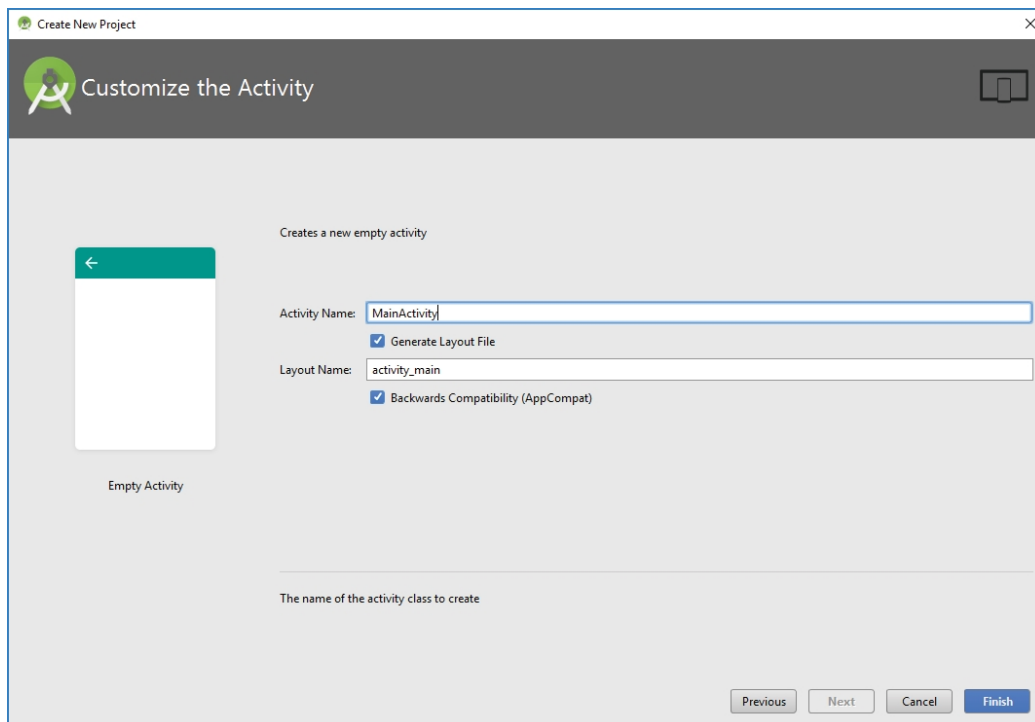 Create New Project
Customize the Activity
Creates a new empty activity
Activity Name: MainActivity
Generate Layout File
Layout Name: activity_main
Backwards Compatibility (AppCompat)
Empty Activity
The name of the activity class to create
Previous Next Cancel Finish